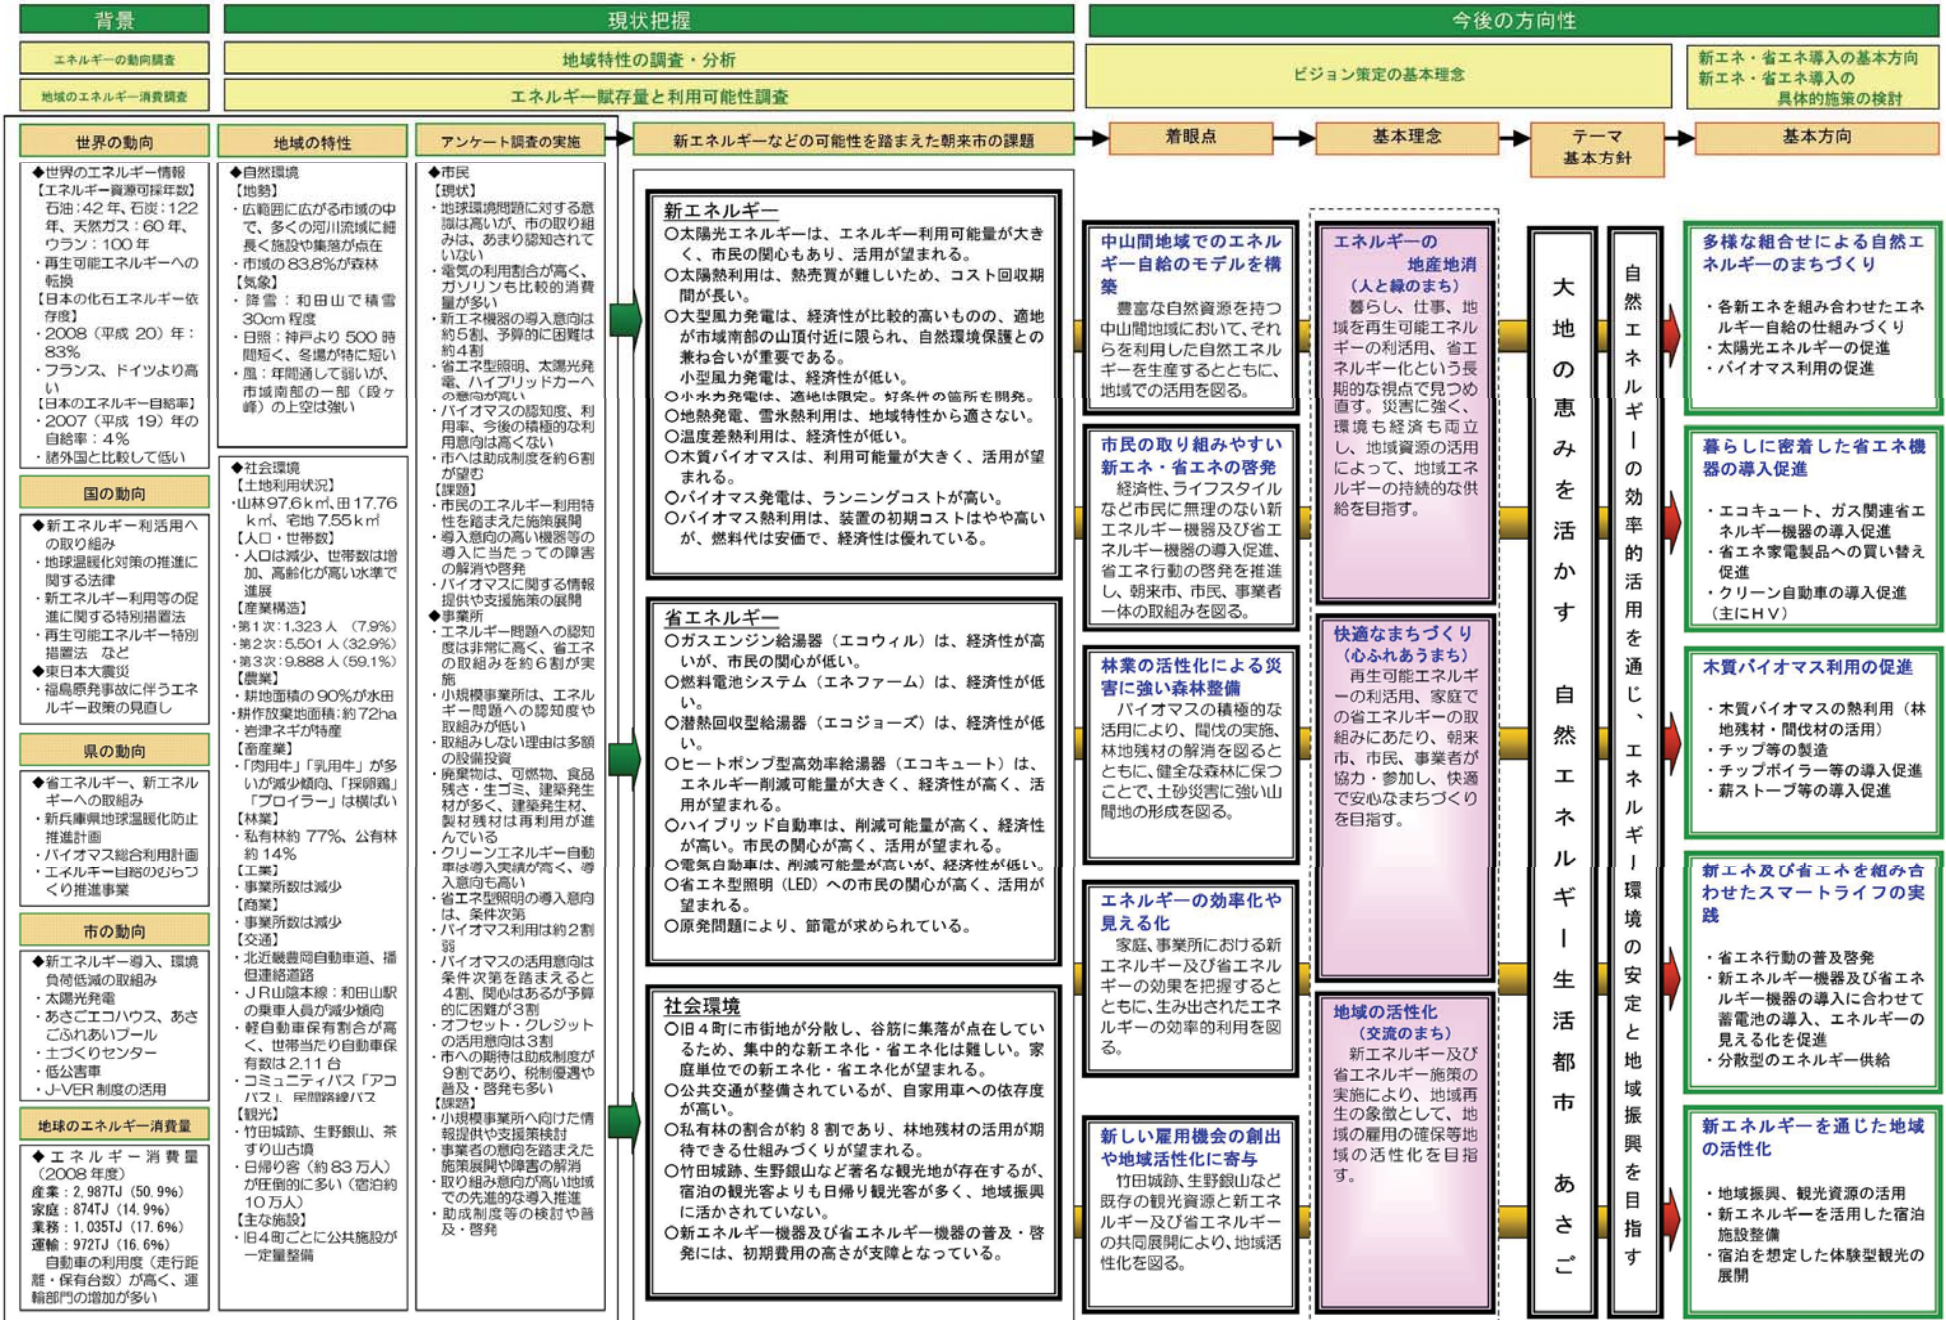 背景
現状把握
今後の方向性
エネルギーの動向調査
地域のエネルギー消費調査
地域特性の調査・分析
エネルギー賦存量と利用可能性調査
ビジョン策定の基本理念
新エネ・省エネ導入の基本方向
新エネ・省エネ導入の
具体的施策の検討
世界の動向
◆世界のエネルギー情報
【エネルギー資源可採年数】
石油：42年、石炭：122
年、天然ガス：60年、
ウラン：100年
・再生可能エネルギーへの
転換
【日本の化石エネルギー依
存度】
・2008（平成20）年：
83%
・フランス、ドイツより高
い
【日本のエネルギー自給率】
・2007（平成19）年の
自給率：4%
・諸外国と比較して低い
国の動向
◆新エネルギー利活用へ
の取り組み
・地球温暖化対策の推進に
関する法律
・新エネルギー利用等の促
進に関する特別措置法
・再生可能エネルギー特別
措置法　など
◆東日本大震災
・福島原発事故に伴うエネ
ルギー政策の見直し
県の動向
◆省エネルギー、新エネル
ギーへの取組み
・新兵庫県地球温暖化防止
推進計画
・バイオマス総合利用計画
・エネルギー自給のむらづ
くり推進事業
市の動向
◆新エネルギー導入、環境
負荷低減の取組み
・太陽光発電
・あさごエコハウス、あさ
ごふれあいプール
・土づくりセンター
・低公害車
・J-VER制度の活用
地球のエネルギー消費量
◆エネルギー消費量
（2008年度）
産業：2,987TJ（50.9%）
家庭：874TJ（14.9%）
業務：1,035TJ（17.6%）
運輸：972TJ（16.6%）
自動車の利用度（走行距
離・保有台数）が高く、運
輸部門の増加が多い
地域の特性
◆自然環境
【地勢】
・広範囲に広がる市域の中
で、多くの河川流域に細
長く施設や集落が点在
・市域の83.8%が森林
【気象】
・降雪：和田山で積雪
30cm程度
・日照：神戸より500時
間短く、冬場が特に短い
・風：年間通して弱いが、
市域南部の一部（段ヶ
峰）の上空は強い
◆社会環境
【土地利用状況】
・山林97.6k㎡、田17.76
k㎡、宅地7.55k㎡
【人口・世帯数】
・人口は減少、世帯数は増
加、高齢化が高い水準で
進展
【産業構造】
・第1次：1,323人　（7.9%）
・第2次：5,501人（32.9%）
・第3次：9,888人（59.1%）
【農業】
・耕地面積の90%が水田
・耕作放棄地面積：約72ha
・岩津ネギが特産
【畜産業】
・「肉用牛」「乳用牛」が多
いが減少傾向、「採卵鶏」
「ブロイラー」は横ばい
【林業】
・私有林約77%、公有林
約14%
【工業】
・事業所数は減少
【商業】
・事業所数は減少
【交通】
・北近畿豊岡自動車道、播
但連絡道路
・JR山陰本線：和田山駅
の乗車人員が減少傾向
・軽自動車保有割合が高
く、世帯当たり自動車保
有数は2.11台
・コミュニティバス「アコ
バス」、民間路線バス
【観光】
・竹田城跡、生野銀山、茶
すり山古墳
・日帰り客（約83万人）
が圧倒的に多い（宿泊約
10万人）
【主な施設】
・旧4町ごとに公共施設が
一定量整備
アンケート調査の実施
◆市民
【現状】
・地球環境問題に対する意
識は高いが、市の取り組
みは、あまり認知されて
いない
・電気の利用割合が高く、
ガソリンも比較的消費
量が多い
・新エネ機器の導入意向は
約5割、予算的に困難は
約4割
・省エネ型照明、太陽光発
電、ハイブリッドカーへ
の意向が高い
・バイオマスの認知度、利
用率、今後の積極的な利
用意向は高くない
・市へは助成制度を約6割
が望む
【課題】
・市民のエネルギー利用特
性を踏まえた施策展開
・導入意向の高い機器等の
導入に当たっての障害
の解消や啓発
・バイオマスに関する情報
提供や支援施策の展開
◆事業所
・エネルギー問題への認知
度は非常に高く、省エネ
の取組みを約6割が実
施
・小規模事業所は、エネル
ギー問題への認知度や
取組みが低い
・取組みしない理由は多額
の設備投資
・廃棄物は、可燃物、食品
残さ・生ゴミ、建築発生
材が多く、建築発生材、
製材残材は再利用が進
んでいる
・クリーンエネルギー自動
車は導入実績が高く、導
入意向も高い
・省エネ型照明の導入意向
は、条件次第
・バイオマス利用は約2割
弱
・バイオマスの活用意向は
条件次第を踏まえると
4割、関心はあるが予算
的に困難が3割
・オフセット・クレジット
の活用意向は3割
・市への期待は助成制度が
9割であり、税制優遇や
普及・啓発も多い
【課題】
・小規模事業所へ向けた情
報提供や支援策検討
・事業者の意向を踏まえた
施策展開や障害の解消
・取り組み意向が高い地域
での先進的な導入推進
・助成制度等の検討や普
及・啓発
新エネルギーなどの可能性を踏まえた朝来市の課題
新エネルギー
○太陽光エネルギーは、エネルギー利用可能量が大き
く、市民の関心もあり、活用が望まれる。
○太陽熱利用は、熱売買が難しいため、コスト回収期
間が長い。
○大型風力発電は、経済性が比較的高いものの、適地
が市域南部の山頂付近に限られ、自然環境保護との
兼ね合いが重要である。
小型風力発電は、経済性が低い。
○小水力発電は、適地は限定。好条件の箇所を開発。
○地熱発電、雪氷熱利用は、地域特性から適さない。
○温度差熱利用は、経済性が低い。
○木質バイオマスは、利用可能量が大きく、活用が望
まれる。
○バイオマス発電は、ランニングコストが高い。
○バイオマス熱利用は、装置の初期コストはやや高い
が、燃料代は安価で、経済性は優れている。
省エネルギー
○ガスエンジン給湯器（エコウィル）は、経済性が高
いが、市民の関心が低い。
○燃料電池システム（エネファーム）は、経済性が低
い。
○潜熱回収型給湯器（エコジョーズ）は、経済性が低
い。
○ヒートポンプ型高効率給湯器（エコキュート）は、
エネルギー削減可能量が大きく、経済性が高く、活
用が望まれる。
○ハイブリッド自動車は、削減可能量が高く、経済性
が高い。市民の関心が高く、活用が望まれる。
○電気自動車は、削減可能量が高いが、経済性が低い。
○省エネ型照明（LED）への市民の関心が高く、活用が
望まれる。
○原発問題により、節電が求められている。
社会環境
○旧4町に市街地が分散し、谷筋に集落が点在してい
るため、集中的な新エネ化・省エネ化は難しい。家
庭単位での新エネ化・省エネ化が望まれる。
○公共交通が整備されているが、自家用車への依存度
が高い。
○私有林の割合が約8割であり、林地残材の活用が期
待できる仕組みづくりが望まれる。
○竹田城跡、生野銀山など著名な観光地が存在するが、
宿泊の観光客よりも日帰り観光客が多く、地域振興
に活かされていない。
○新エネルギー機器及び省エネルギー機器の普及・啓
発には、初期費用の高さが支障となっている。
着眼点
中山間地域でのエネル
ギー自給のモデルを構
築
豊富な自然資源を持つ
中山間地域において、それ
らを利用した自然エネル
ギーを生産するとともに、
地域での活用を図る。
市民の取り組みやすい
新エネ・省エネの啓発
経済性、ライフスタイル
など市民に無理のない新
エネルギー機器及び省エ
ネルギー機器の導入促進、
省エネ行動の啓発を推進
し、朝来市、市民、事業者
一体の取組みを図る。
林業の活性化による災
害に強い森林整備
バイオマスの積極的な
活用により、間伐の実施、
林地残材の解消を図ると
ともに、健全な森林に保つ
ことで、土砂災害に強い山
間地の形成を図る。
エネルギーの効率化や
見える化
家庭、事業所における新
エネルギー及び省エネル
ギーの効果を把握すると
ともに、生み出されたエネ
ルギーの効率的利用を図
る。
新しい雇用機会の創出
や地域活性化に寄与
竹田城跡、生野銀山など
既存の観光資源と新エネ
ルギー及び省エネルギー
の共同展開により、地域活
性化を図る。
基本理念
エネルギーの
地産地消
（人と緑のまち）
暮らし、仕事、地
域を再生可能エネル
ギーの利活用、省エ
ネルギー化という長
期的な視点で見つめ
直す。災害に強く、
環境も経済も両立
し、地域資源の活用
によって、地域エネ
ルギーの持続的な供
給を目指す。
快適なまちづくり
（心ふれあうまち）
再生可能エネルギ
ーの利活用、家庭で
の省エネルギーの取
組みにあたり、朝来
市、市民、事業者が
協力・参加し、快適
で安心なまちづくり
を目指す。
地域の活性化
（交流のまち）
新エネルギー及び
省エネルギー施策の
実施により、地域再
生の象徴として、地
域の雇用の確保等地
域の活性化を目指
す。
テーマ
基本方針
大地の恵みを活かす　自然エネルギー生活都市　あさご
自然エネルギーの効率的活用を通じ、エネルギー環境の安定と地域振興を目指す
基本方向
多様な組合せによる自然エ
ネルギーのまちづくり
・各新エネを組み合わせたエネ
ルギー自給の仕組みづくり
・太陽光エネルギーの促進
・バイオマス利用の促進
暮らしに密着した省エネ機
器の導入促進
・エコキュート、ガス関連省エ
ネルギー機器の導入促進
・省エネ家電製品への買い替え
促進
・クリーン自動車の導入促進
（主にHV）
木質バイオマス利用の促進
・木質バイオマスの熱利用（林
地残材・間伐材の活用）
・チップ等の製造
・チップボイラー等の導入促進
・薪ストーブ等の導入促進
新エネ及び省エネを組み合
わせたスマートライフの実
践
・省エネ行動の普及啓発
・新エネルギー機器及び省エネ
ルギー機器の導入に合わせて
蓄電池の導入、エネルギーの
見える化を促進
・分散型のエネルギー供給
新エネルギーを通じた地域
の活性化
・地域振興、観光資源の活用
・新エネルギーを活用した宿泊
施設整備
・宿泊を想定した体験型観光の
展開